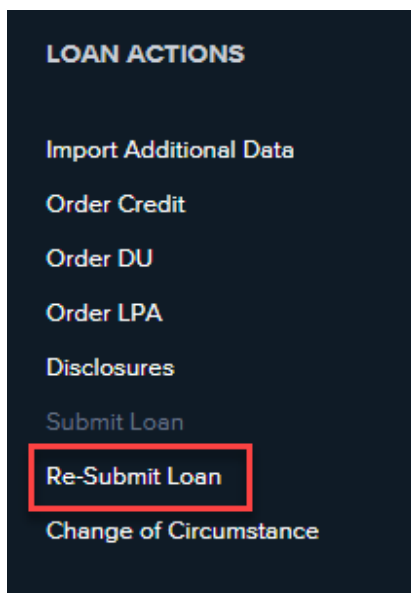 LOAN ACTIONS
Import Additional Data
Order Credit
Order DU
Order LPA
Disclosures
Submit Loan
Re-Submit Loan
Change of Circumstance